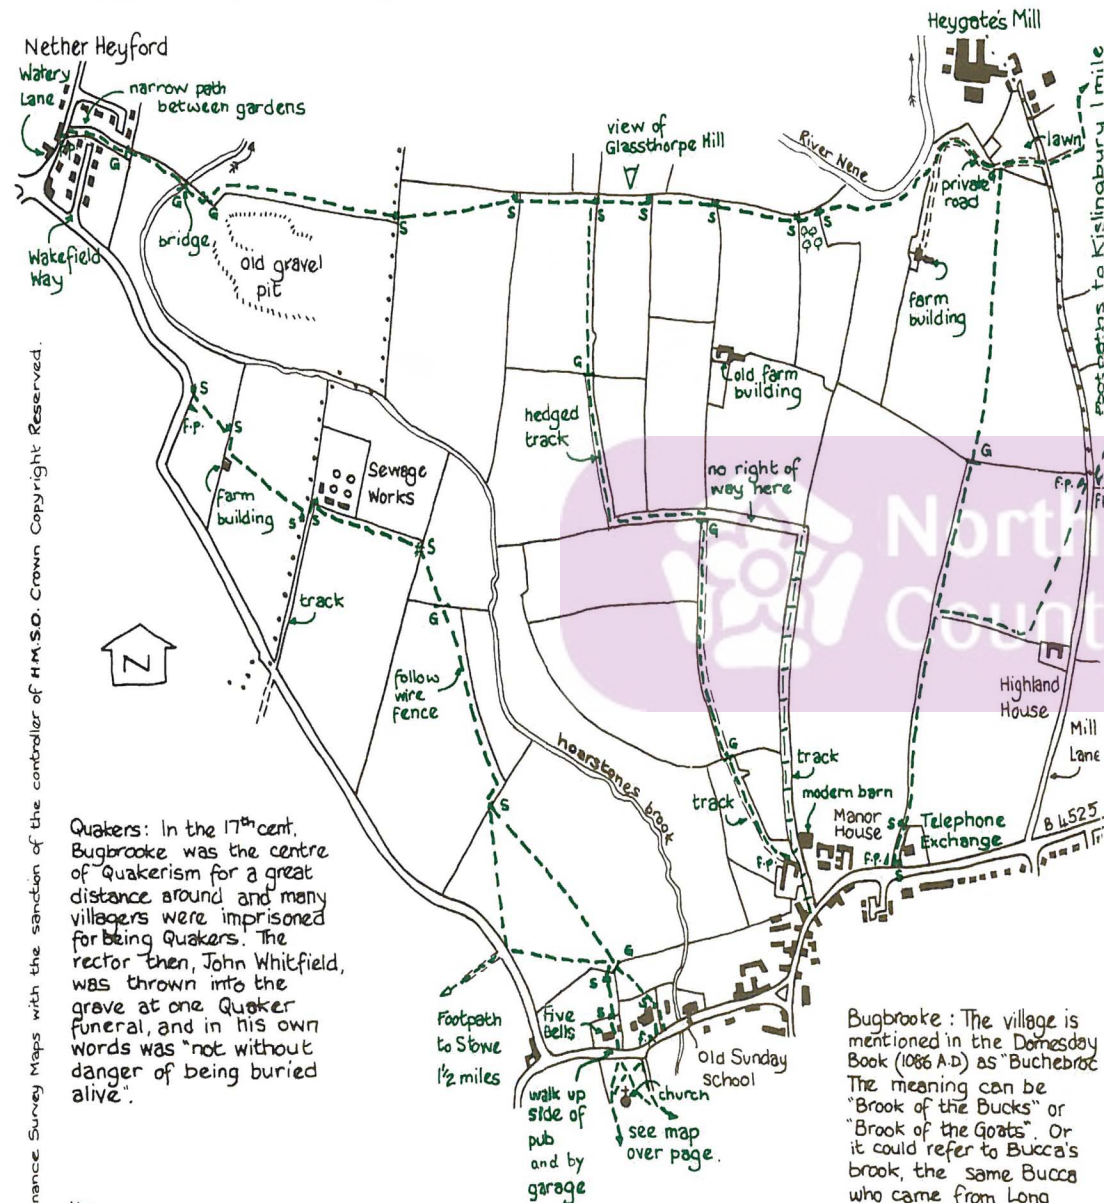 Heygate's Mill
Nether Heyford
Watery
Lane
narrow path
between gardens
G
view of
Glassthorpe Hill
River Nene
lawn
private
road
Footpaths to Kislingbury 1 mile
G
G
bridge
Wakefield
Way
old gravel
pit
S
S
S
S
S
S
S
farm
building
G
old farm
building
S
F.p.
S
hedged
track
Sewage
Works
farm
building
S
S
S
no right of
way here
G
G
F.p.
North
Count
track
N
G
follow
wire
fence
Highland
House
Mill
Lane
hoarstones brook
G
track
track
modern barn
Manor
House
S
Telephone
Exchange
B 4525
F.P.
F.P.
S
S
nance Survey Maps with the sanction of the controller of H.M.S.O. Crown Copyright Reserved.
Quakers: In the 17th cent.
Bugbrooke was the centre
of Quakerism for a great
distance around and many
villagers were imprisoned
for being Quakers. The
rector then, John Whitfield,
was thrown into the
grave at one Quaker
funeral, and in his own
words was "not without
danger of being buried
alive".
Footpath
to Stowe
1½ miles
G
S
S
S
Five
Bells
old Sunday
school
walk up
side of
pub
and by
garage
church
see map
over page.
Bugbrooke: The village is
mentioned in the Domesday
Book (1086 A.D) as "Buchebroc
The meaning can be
"Brook of the Bucks" or
"Brook of the Goats". Or
it could refer to Bucca's
brook, the same Bucca
who came from Long